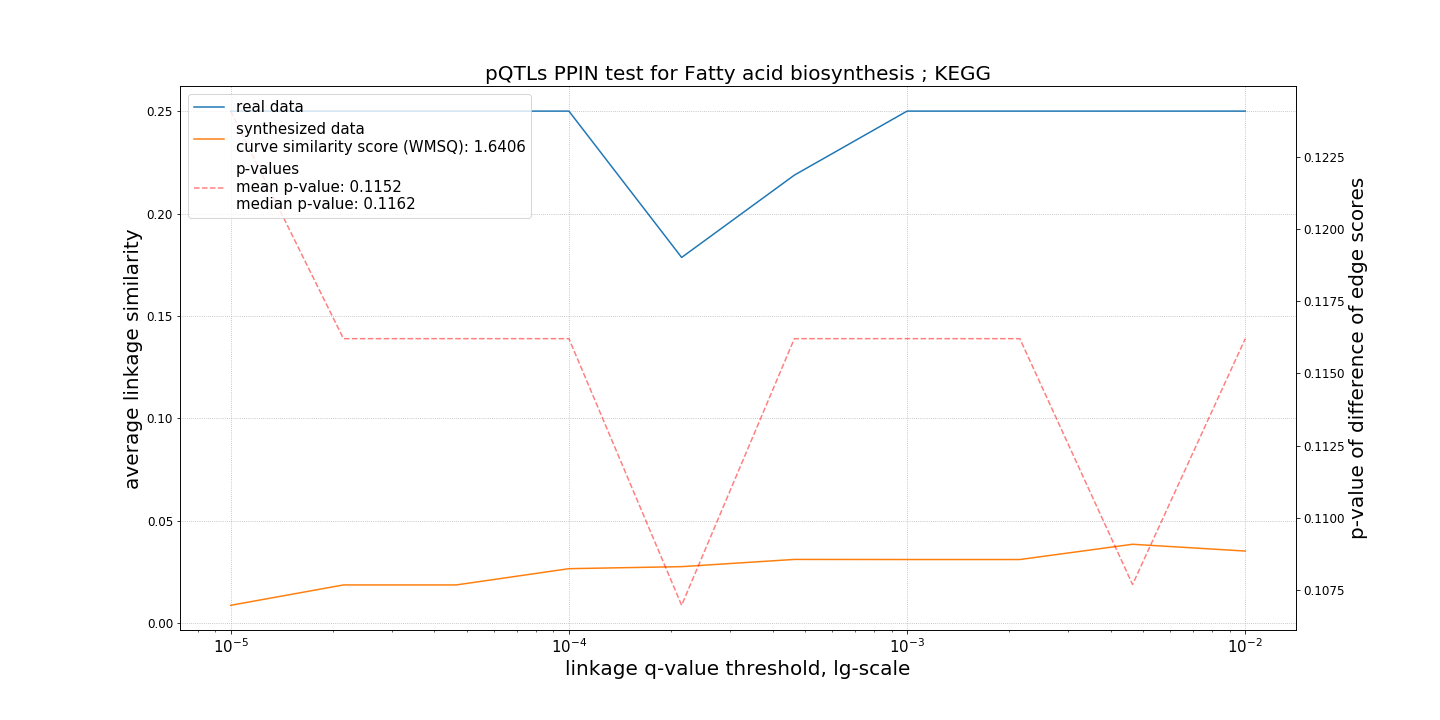 pQTLs PPIN test for Fatty acid biosynthesis ; KEGG
real data
synthesized data
curve similarity score (WMSQ): 1.6406
p-values
mean p-value: 0.1152
median p-value: 0.1162
average linkage similarity
0.25
0.20
0.15
0.10
0.05
0.00
p-value of difference of edge scores
0.1225
0.1200
0.1175
0.1150
0.1125
0.1100
0.1075
10⁻⁵ 10⁻⁴ 10⁻³ 10⁻²
linkage q-value threshold, lg-scale